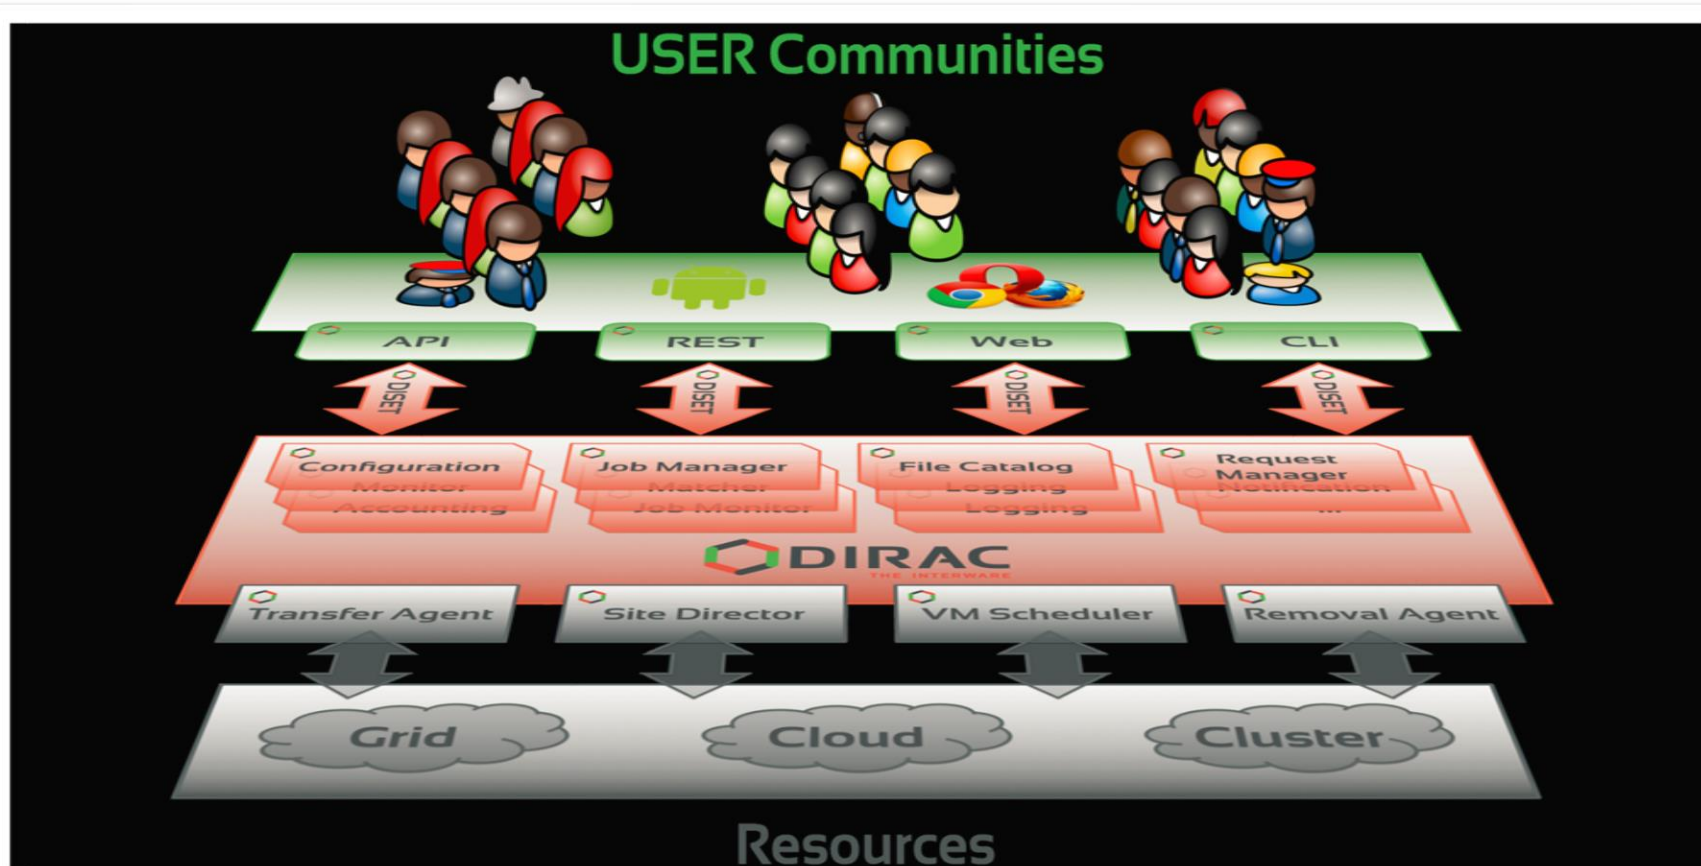 USER Communities
API
REST
Web
CLI
DISET
DISET
DISET
DISET
Configuration
Monitor
Accounting
Job Manager
Matcher
Job Monitor
File Catalog
Logging
Logging
Request
Manager
Notification
...
DIRAC
THE INTERWARE
Transfer Agent
Site Director
VM Scheduler
Removal Agent
Grid
Cloud
Cluster
Resources